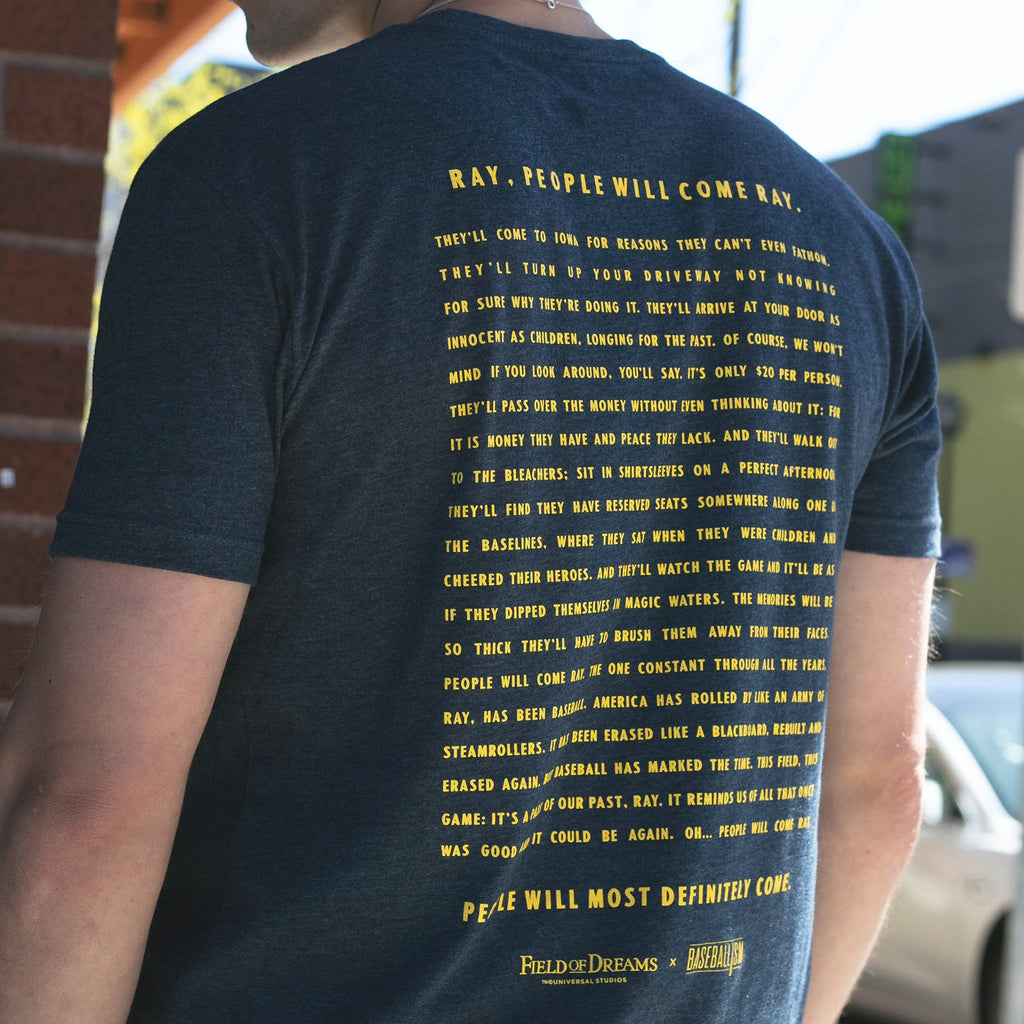 RAY, PEOPLE WILL COME RAY.
THEY'LL COME TO IOWA FOR REASONS THEY CAN'T EVEN FATHOM.
THEY'LL TURN UP YOUR DRIVEWAY NOT KNOWING
FOR SURE WHY THEY'RE DOING IT. THEY'LL ARRIVE AT YOUR DOOR AS
INNOCENT AS CHILDREN, LONGING FOR THE PAST. OF COURSE, WE WON'T
MIND IF YOU LOOK AROUND, YOU'LL SAY. IT'S ONLY $20 PER PERSON.
THEY'LL PASS OVER THE MONEY WITHOUT EVEN THINKING ABOUT IT: FOR
IT IS MONEY THEY HAVE AND PEACE THEY LACK. AND THEY'LL WALK OUT
TO THE BLEACHERS; SIT IN SHIRTSLEEVES ON A PERFECT AFTERNOON
THEY'LL FIND THEY HAVE RESERVED SEATS SOMEWHERE ALONG ONE OF
THE BASELINES, WHERE THEY SAT WHEN THEY WERE CHILDREN AND
CHEERED THEIR HEROES. AND THEY'LL WATCH THE GAME AND IT'LL BE AS
IF THEY DIPPED THEMSELVES IN MAGIC WATERS. THE MEMORIES WILL BE
SO THICK THEY'LL HAVE TO BRUSH THEM AWAY FROM THEIR FACES.
PEOPLE WILL COME RAY. THE ONE CONSTANT THROUGH ALL THE YEARS,
RAY, HAS BEEN BASEBALL. AMERICA HAS ROLLED BY LIKE AN ARMY OF
STEAMROLLERS. IT HAS BEEN ERASED LIKE A BLACKBOARD, REBUILT AND
ERASED AGAIN. BUT BASEBALL HAS MARKED THE TIME. THIS FIELD, THIS
GAME: IT'S A PART OF OUR PAST, RAY. IT REMINDS US OF ALL THAT ONCE
WAS GOOD AND IT COULD BE AGAIN. OH... PEOPLE WILL COME RAY.
PEOPLE WILL MOST DEFINITELY COME.
FIELD OF DREAMS x BASEBALLISM
UNIVERSAL STUDIOS